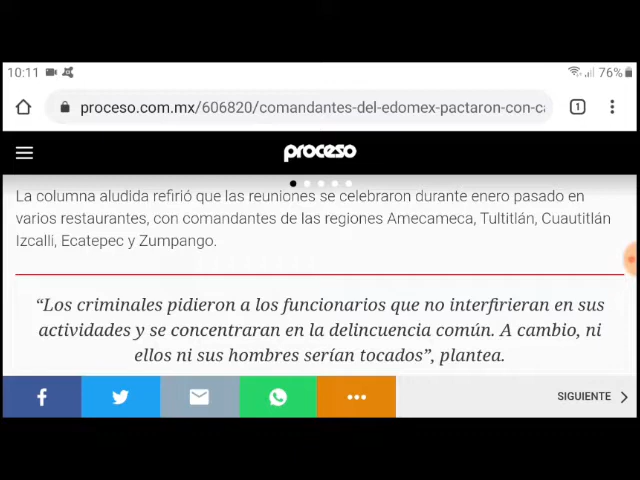 10:11
76%
proceso.com.mx/606820/comandantes-del-edomex-pactaron-con-ca
1
proceso
La columna aludida refirió que las reuniones se celebraron durante enero pasado en
varios restaurantes, con comandantes de las regiones Amecameca, Tultitlán, Cuautitlán
Izcalli, Ecatepec y Zumpango.
“Los criminales pidieron a los funcionarios que no interfirieran en sus
actividades y se concentraran en la delincuencia común. A cambio, ni
ellos ni sus hombres serían tocados”, plantea.
SIGUIENTE